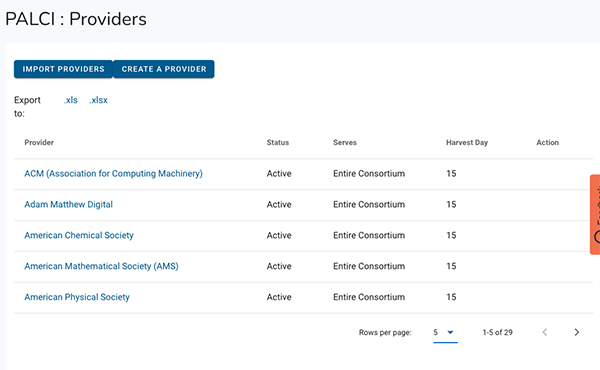 PALCI : Providers
IMPORT PROVIDERS CREATE A PROVIDER
Export .xls .xlsx
to:
Provider Status Serves Harvest Day Action
ACM (Association for Computing Machinery) Active Entire Consortium 15
Adam Matthew Digital Active Entire Consortium 15
American Chemical Society Active Entire Consortium 15
American Mathematical Society (AMS) Active Entire Consortium 15
American Physical Society Active Entire Consortium 15
Rows per page: 5 1-5 of 29